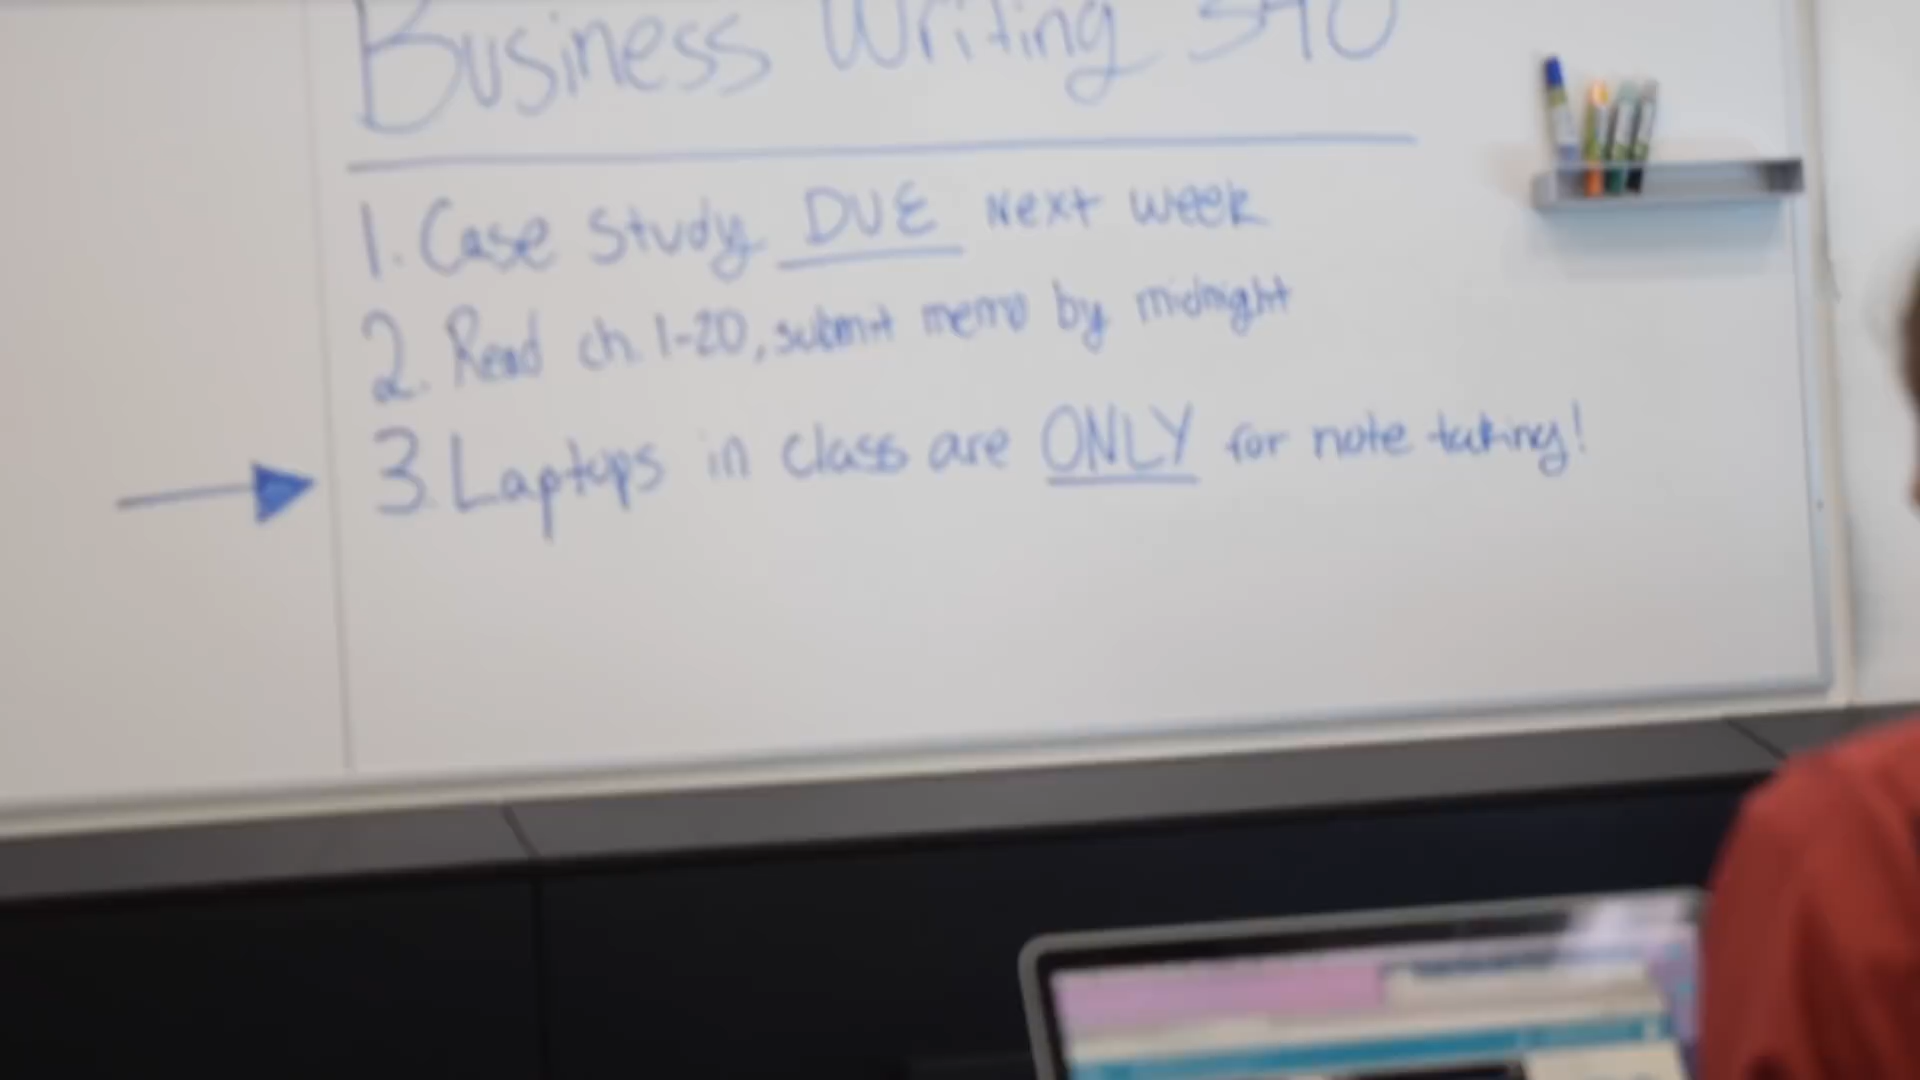 Business Writing 390
1. Case Study DUE Next week
2. Read ch. 1-20, submit memo by midnight
3. Laptops in class are ONLY for note taking!